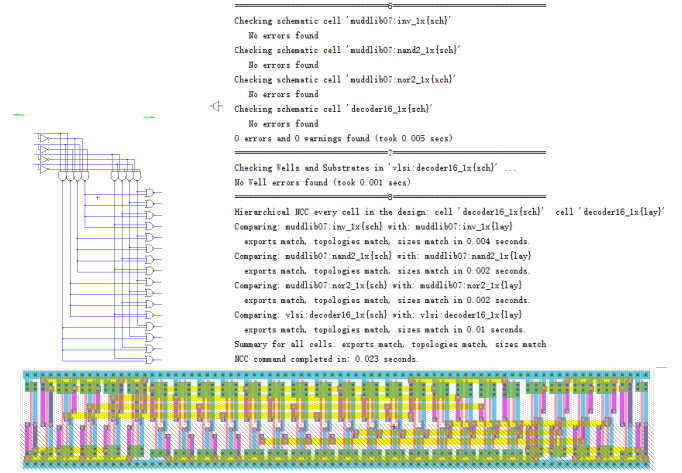 6
Checking schematic cell 'muddlib07:inv_1x{sch}'
No errors found
Checking schematic cell 'muddlib07:nand2_1x{sch}'
No errors found
Checking schematic cell 'muddlib07:nor2_1x{sch}'
No errors found
Checking schematic cell 'decoder16_1x{sch}'
No errors found
0 errors and 0 warnings found (took 0.005 secs)
7
Checking Wells and Substrates in 'vlsi:decoder16_1x{sch}' ...
No Well errors found (took 0.001 secs)
8
Hierarchical NCC every cell in the design: cell 'decoder16_1x{sch}' cell 'decoder16_1x{lay}'
Comparing: muddlib07:inv_1x{sch} with: muddlib07:inv_1x{lay}
exports match, topologies match, sizes match in 0.004 seconds.
Comparing: muddlib07:nand2_1x{sch} with: muddlib07:nand2_1x{lay}
exports match, topologies match, sizes match in 0.002 seconds.
Comparing: muddlib07:nor2_1x{sch} with: muddlib07:nor2_1x{lay}
exports match, topologies match, sizes match in 0.002 seconds.
Comparing: vlsi:decoder16_1x{sch} with: vlsi:decoder16_1x{lay}
exports match, topologies match, sizes match in 0.01 seconds.
Summary for all cells: exports match, topologies match, sizes match
NCC command completed in: 0.023 seconds.